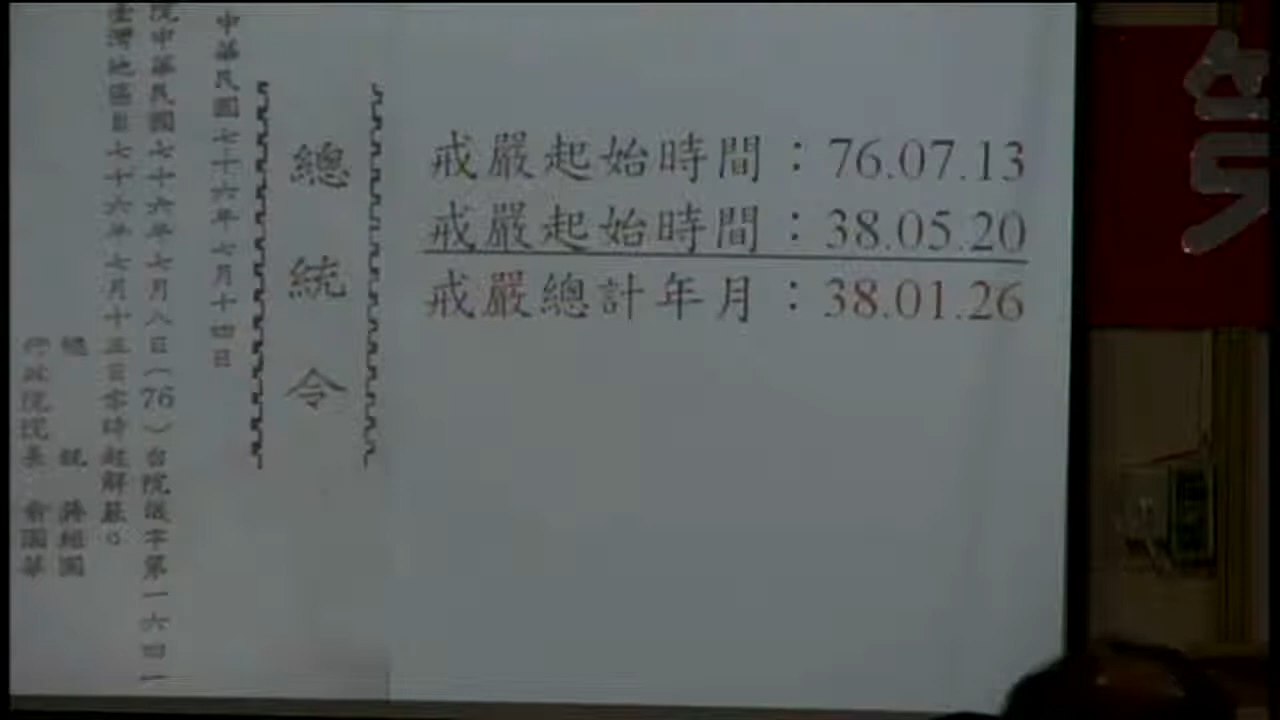 總統令
中華民國七十六年七月十四日
院中華民國七十六年七月八日(76)台院僑字第一六四一
臺灣地區自七十六年七月十五日零時起解嚴。
總 統 蔣經國
行政院院長 俞國華
戒嚴起始時間：76.07.13
戒嚴起始時間：38.05.20
戒嚴總計年月：38.01.26